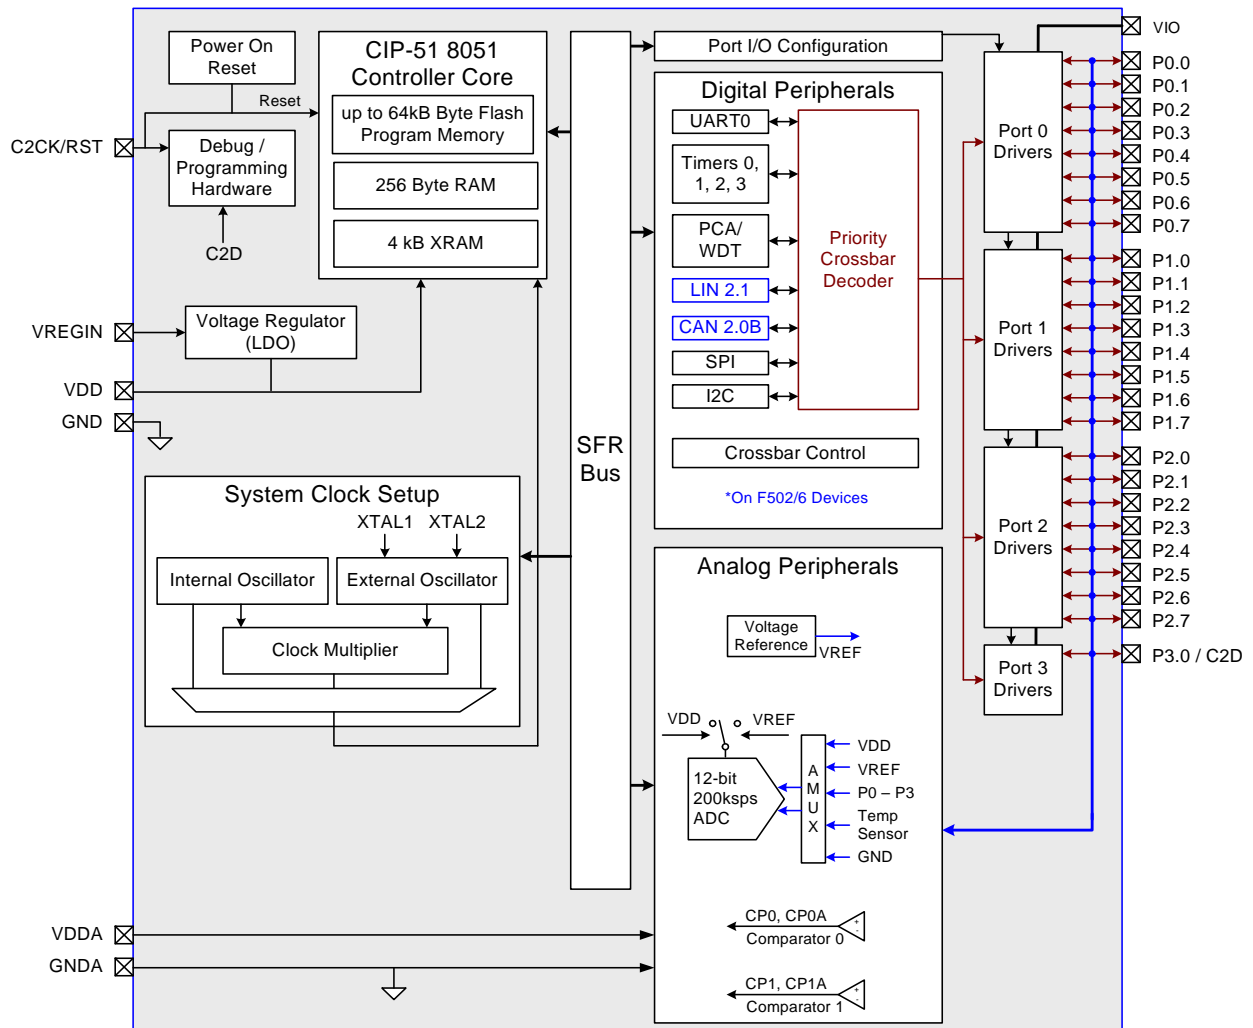 Power On
Reset
Reset
C2CK/RST
Debug /
Programming
Hardware
C2D
CIP-51 8051
Controller Core
up to 64kB Byte Flash
Program Memory
256 Byte RAM
4 kB XRAM
VREGIN
Voltage Regulator
(LDO)
VDD
GND
System Clock Setup
XTAL1
XTAL2
Internal Oscillator
External Oscillator
Clock Multiplier
SFR
Bus
Port I/O Configuration
Digital Peripherals
UART0
Timers 0,
1, 2, 3
PCA/
WDT
LIN 2.1
CAN 2.0B
SPI
I2C
Priority
Crossbar
Decoder
Crossbar Control
*On F502/6 Devices
Analog Peripherals
Voltage
Reference
VREF
VDD
VREF
12-bit
200ksps
ADC
A
M
U
X
VDD
VREF
P0 – P3
Temp
Sensor
GND
CP0, CP0A
Comparator 0
+
-
CP1, CP1A
Comparator 1
+
-
VDDA
GNDA
Port 0
Drivers
Port 1
Drivers
Port 2
Drivers
Port 3
Drivers
VIO
P0.0
P0.1
P0.2
P0.3
P0.4
P0.5
P0.6
P0.7
P1.0
P1.1
P1.2
P1.3
P1.4
P1.5
P1.6
P1.7
P2.0
P2.1
P2.2
P2.3
P2.4
P2.5
P2.6
P2.7
P3.0 / C2D